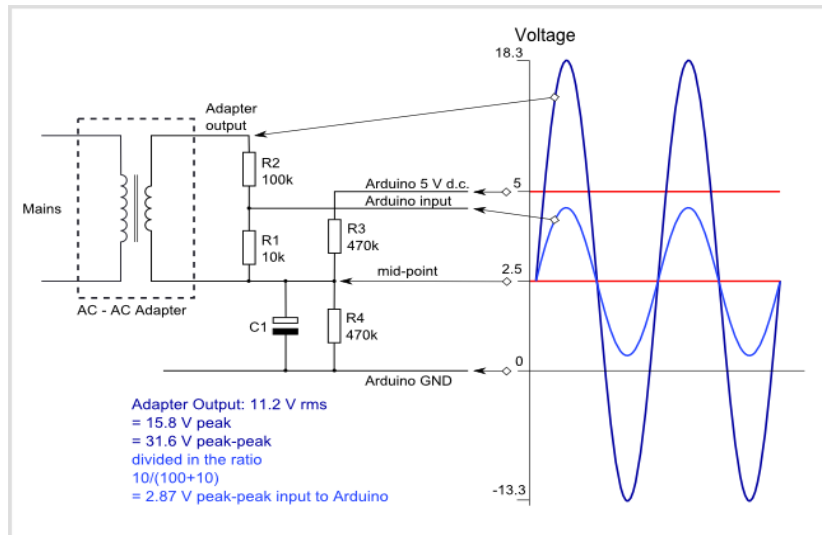 Voltage
18.3
Adapter
output
R2
100k
Arduino 5 V d.c.
5
Arduino input
Mains
R1
10k
R3
470k
mid-point
2.5
AC - AC Adapter
C1
R4
470k
0
Arduino GND
Adapter Output: 11.2 V rms
= 15.8 V peak
= 31.6 V peak-peak
divided in the ratio
10/(100+10)
= 2.87 V peak-peak input to Arduino
-13.3